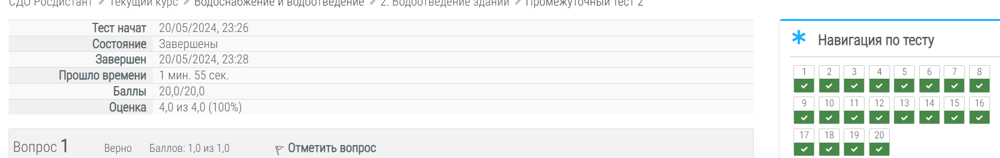 СДО Росдистант Текущий курс Водоснабжение и водоотведение 2. Водоотведение зданий Промежуточный тест 2
Тест начат 20/05/2024, 23:26
Состояние Завершены
Завершен 20/05/2024, 23:28
Прошло времени 1 мин. 55 сек.
Баллы 20,0/20,0
Оценка 4,0 из 4,0 (100%)
Вопрос 1 Верно Баллов: 1,0 из 1,0 Отметить вопрос
Навигация по тесту
1 2 3 4 5 6 7 8
9 10 11 12 13 14 15 16
17 18 19 20